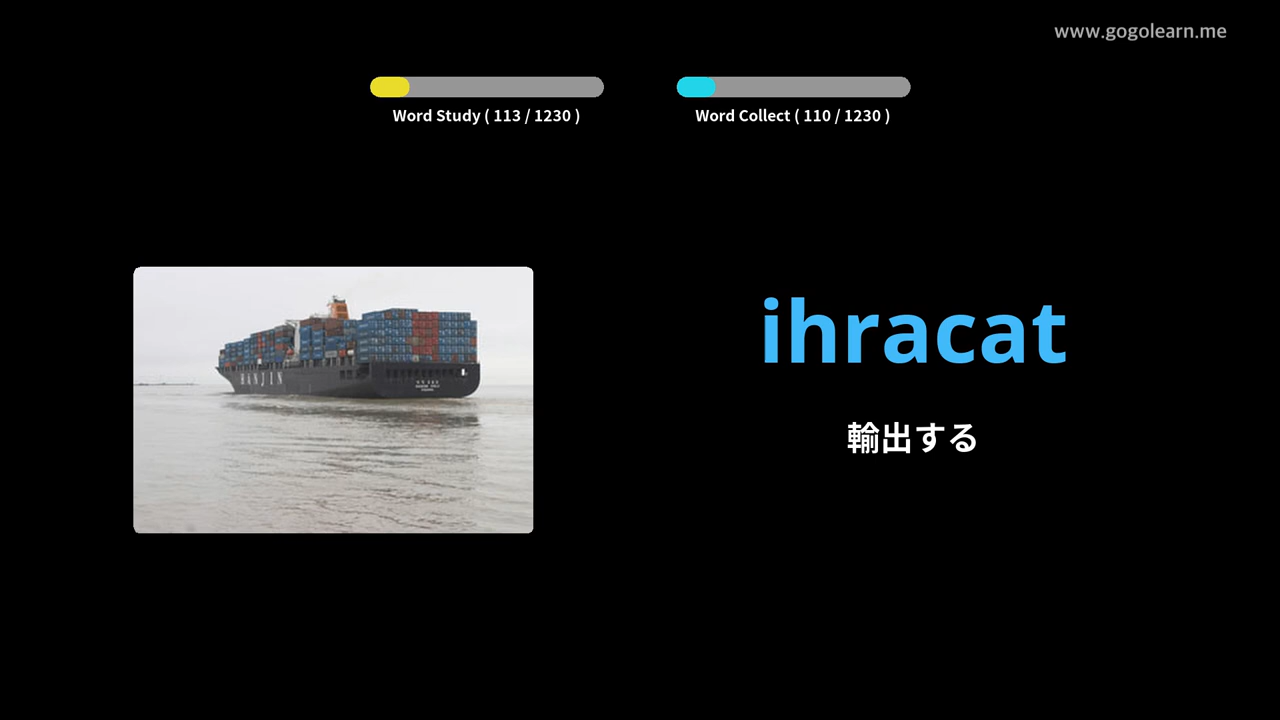 www.gogolearn.me
Word Study ( 113 / 1230 )
Word Collect ( 110 / 1230 )
HANJIN
ihracat
輸出する